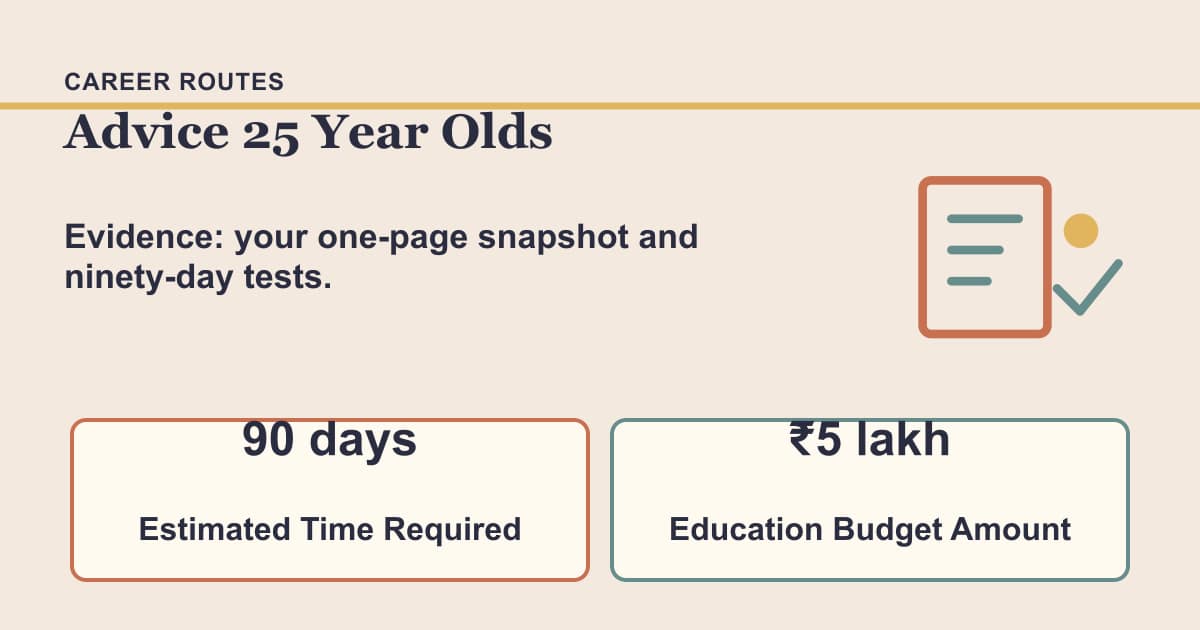 CAREER ROUTES
Advice 25 Year Olds
Evidence: your one-page snapshot and
ninety-day tests.
90 days
Estimated Time Required
₹5 lakh
Education Budget Amount